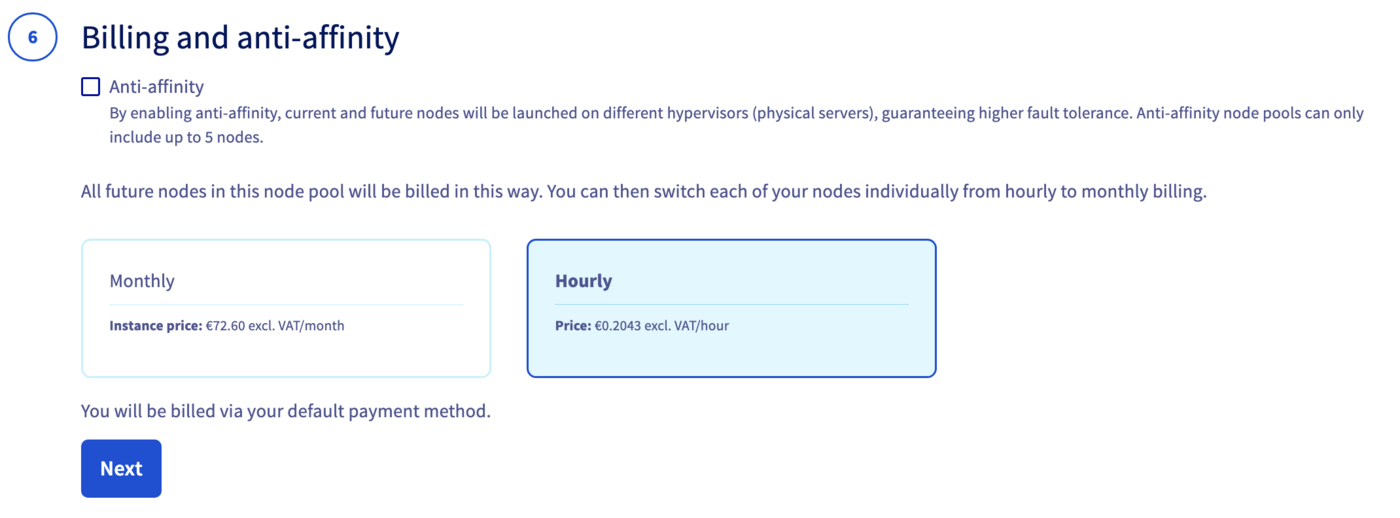 6
Billing and anti-affinity
Anti-affinity
By enabling anti-affinity, current and future nodes will be launched on different hypervisors (physical servers), guaranteeing higher fault tolerance. Anti-affinity node pools can only
include up to 5 nodes.
All future nodes in this node pool will be billed in this way. You can then switch each of your nodes individually from hourly to monthly billing.
Monthly
Instance price: €72.60 excl. VAT/month
Hourly
Price: €0.2043 excl. VAT/hour
You will be billed via your default payment method.
Next